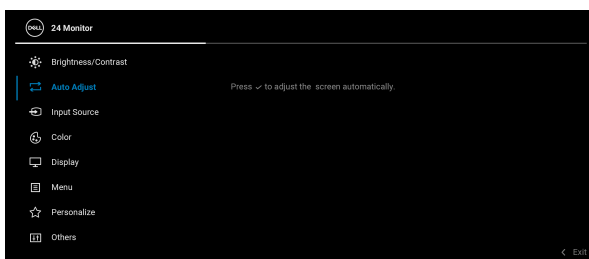 DELL 24 Monitor
Brightness/Contrast
Auto Adjust Press ✓ to adjust the screen automatically.
Input Source
Color
Display
Menu
Personalize
Others
Exit